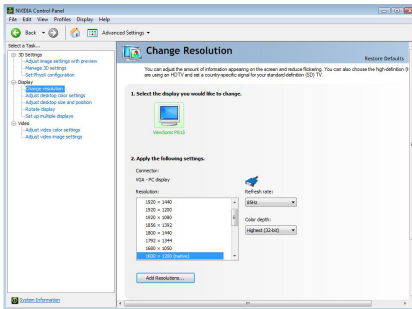 NVIDIA Control Panel
File Edit View Profiles Display Help
Back
Advanced Settings
Select a Task...
3D Settings
Adjust image settings with preview
Manage 3D settings
Set PhysX configuration
Display
Change resolution
Adjust desktop color settings
Adjust desktop size and position
Rotate display
Set up multiple displays
Video
Adjust video color settings
Adjust video image settings
System Information
Change Resolution
Restore Defaults
You can adjust the amount of information appearing on the screen and reduce flickering. You can also choose the high-definition (H
are using an HDTV and set a country-specific signal for your standard-definition (SD) TV.
1. Select the display you would like to change.
ViewSonic P815
2. Apply the following settings.
Connector:
VGA - PC display
Resolution:
1920 × 1440
1920 × 1200
1920 × 1080
1856 × 1392
1800 × 1440
1792 × 1344
1680 × 1050
1600 × 1200 (native)
Refresh rate:
85Hz
Color depth:
Highest (32-bit)
Add Resolutions...